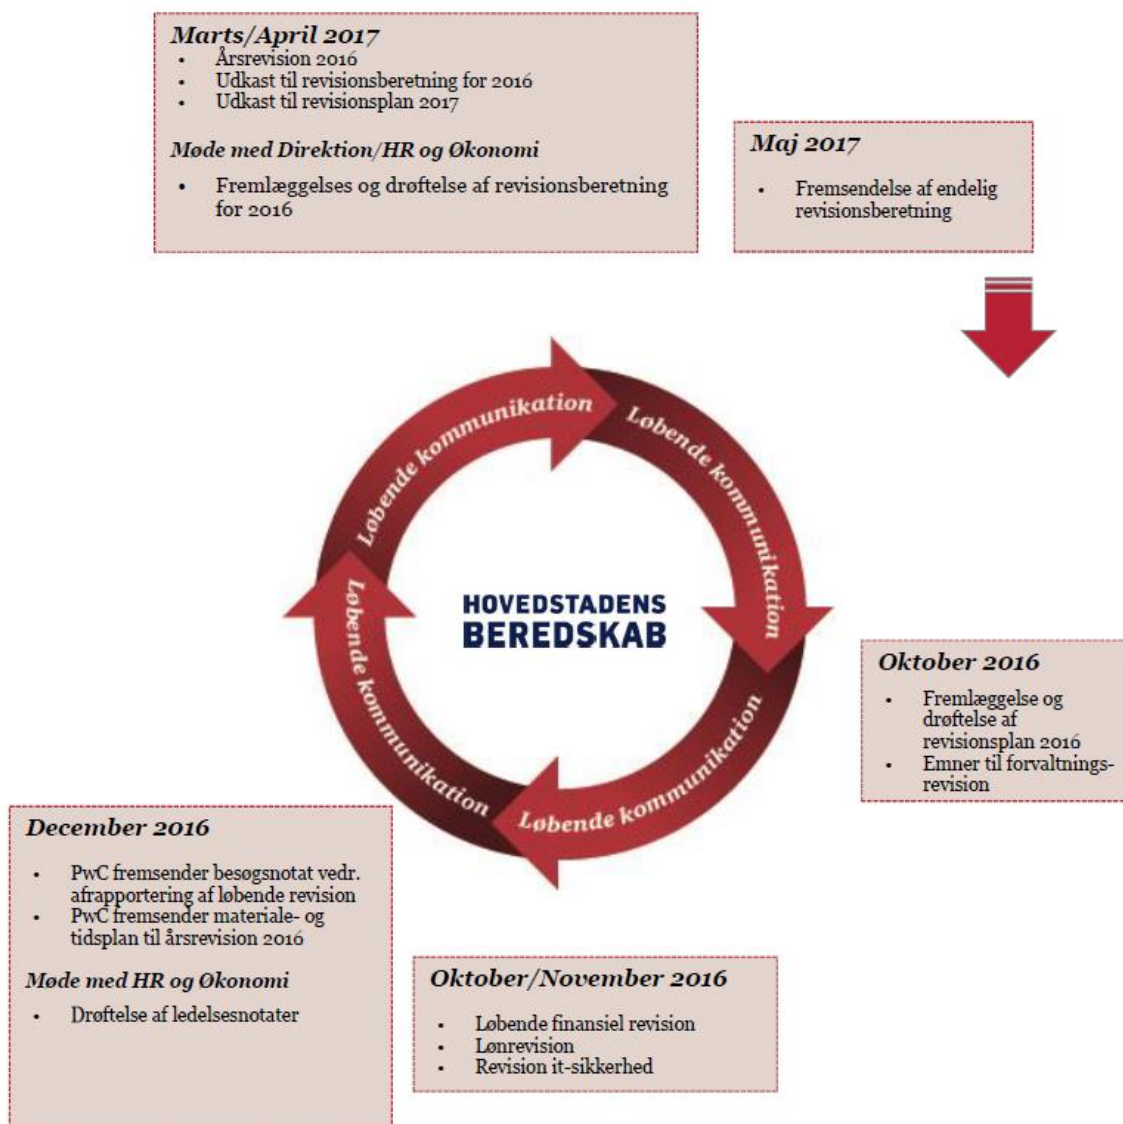 Marts/April 2017
• Årsrevision 2016
• Udkast til revisionsberetning for 2016
• Udkast til revisionsplan 2017
Møde med Direktion/HR og Økonomi
• Fremlæggelses og drøftelse af revisionsberetning
for 2016
Maj 2017
• Fremsendelse af endelig
revisionsberetning
Løbende kommunikation
Løbende kommunikation
Løbende kommunikation
Løbende kommunikation
HOVEDSTADENS
BEREDSKAB
Oktober 2016
• Fremlæggelse og
drøftelse af
revisionsplan 2016
• Emner til forvaltnings-
revision
Oktober/November 2016
• Løbende finansiel revision
• Lønrevision
• Revision it-sikkerhed
December 2016
• PwC fremsender besøgsnotat vedr.
afrapportering af løbende revision
• PwC fremsender materiale- og
tidsplan til årsrevision 2016
Møde med HR og Økonomi
• Drøftelse af ledelsesnotater